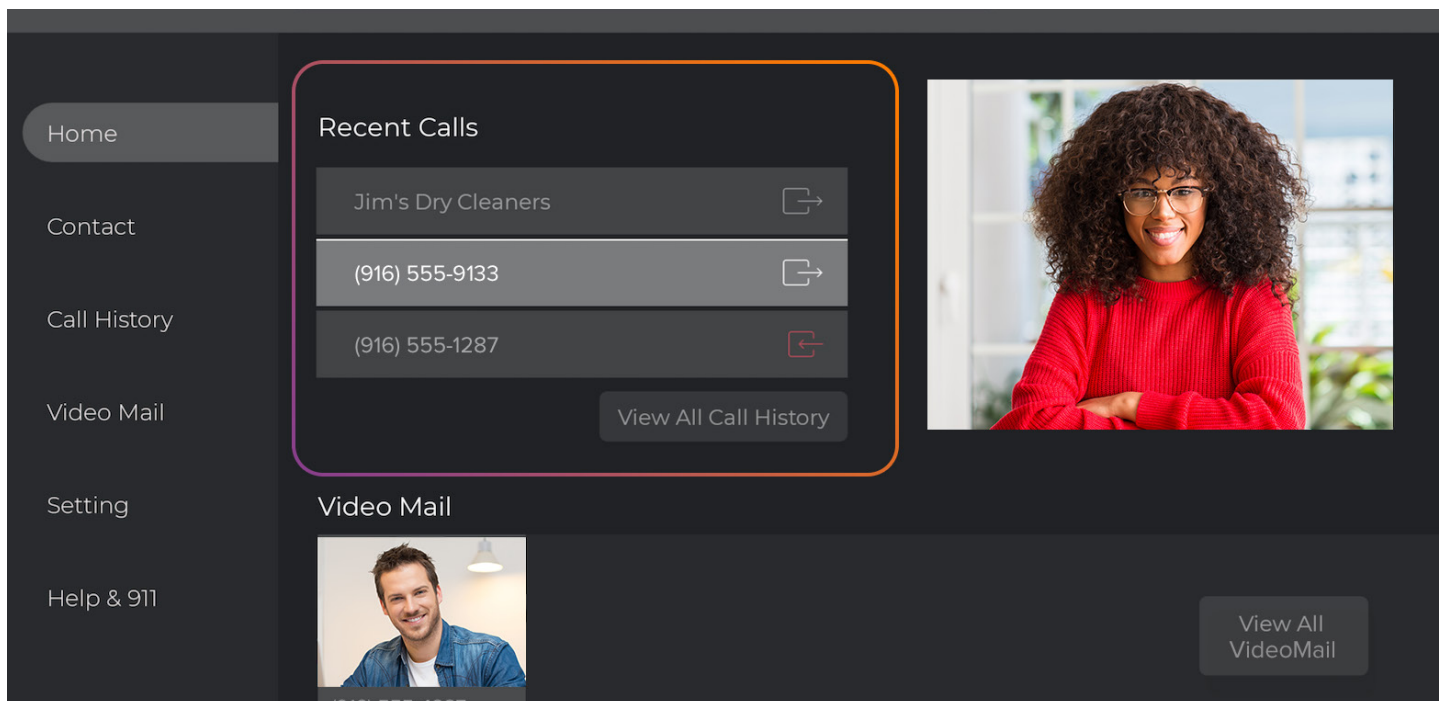 Home
Contact
Call History
Video Mail
Setting
Help & 911
Recent Calls
Jim's Dry Cleaners
(916) 555-9133
(916) 555-1287
View All Call History
Video Mail
View All
VideoMail